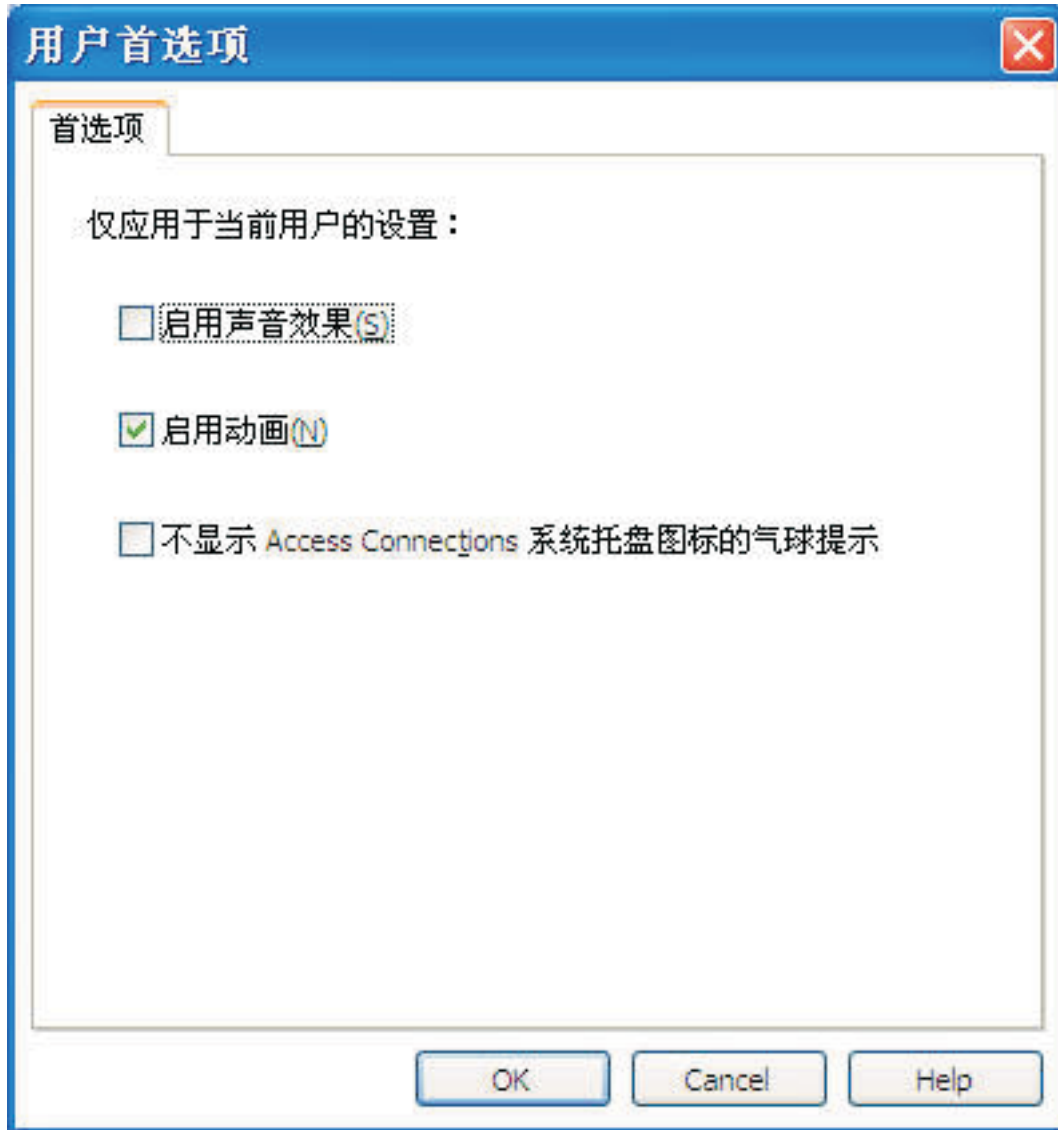 用户首选项
首选项
仅应用于当前用户的设置：
启用声音效果(S)
启用动画(N)
不显示 Access Connections 系统托盘图标的气球提示
OK Cancel Help